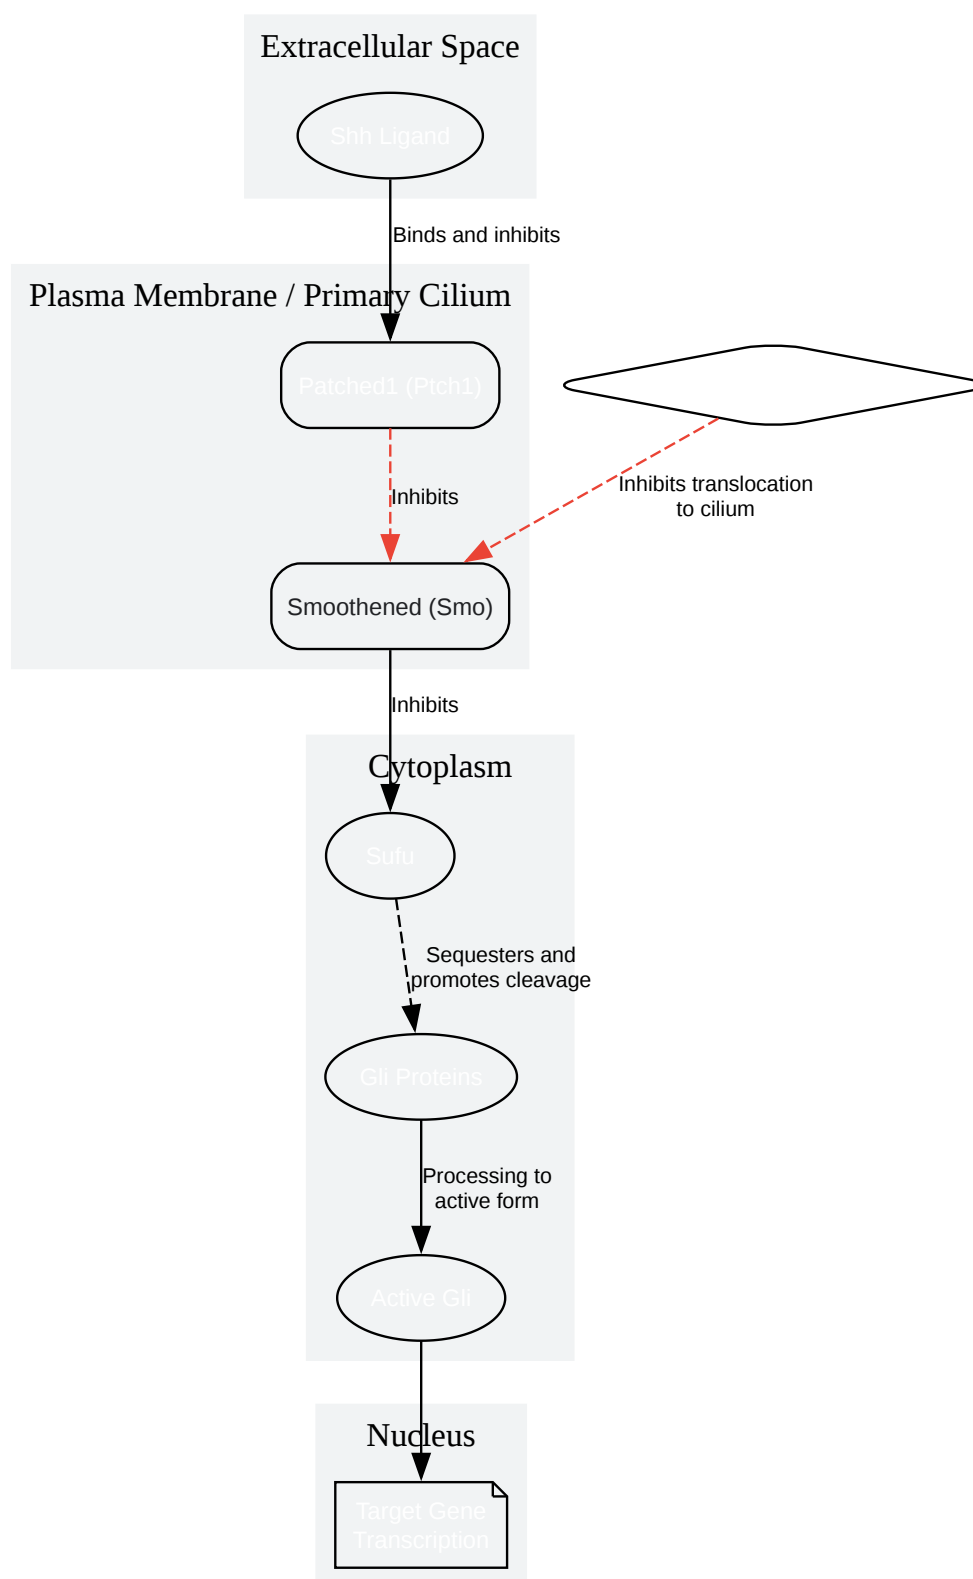 Extracellular Space
Shh Ligand
Binds and inhibits
Plasma Membrane / Primary Cilium
Patched1 (Ptch1)
Inhibits
Inhibits translocation
to cilium
Smoothened (Smo)
Inhibits
Cytoplasm
Sufu
Sequesters and
promotes cleavage
Gli Proteins
Processing to
active form
Active Gli
Nucleus
Target Gene
Transcription